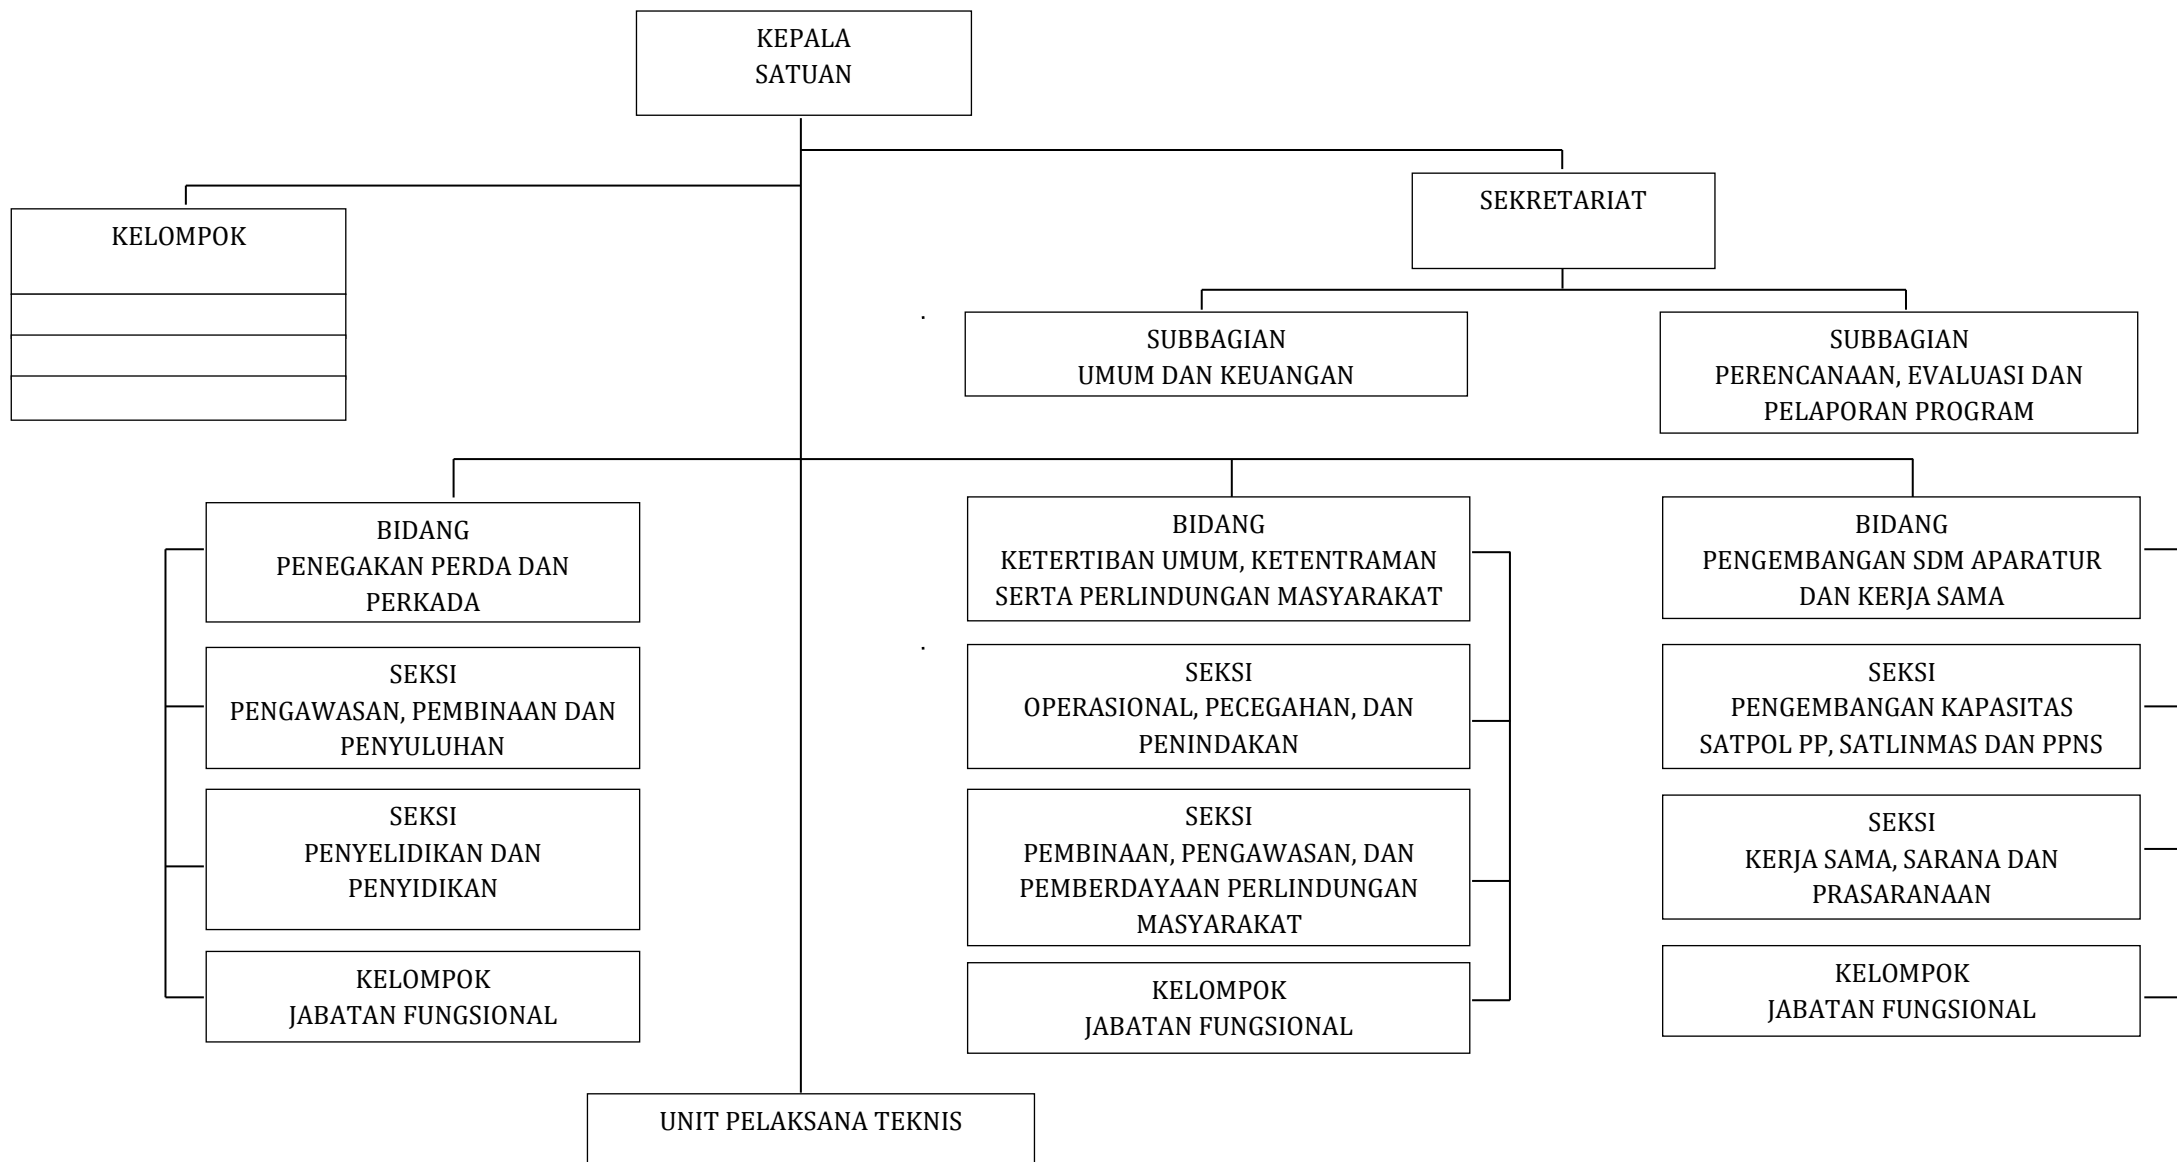 KEPALA
SATUAN
SEKRETARIAT
KELOMPOK
SUBBAGIAN
UMUM DAN KEUANGAN
SUBBAGIAN
PERENCANAAN, EVALUASI DAN
PELAPORAN PROGRAM
BIDANG
PENEGAKAN PERDA DAN
PERKADA
SEKSI
PENGAWASAN, PEMBINAAN DAN
PENYULUHAN
SEKSI
PENYELIDIKAN DAN
PENYIDIKAN
KELOMPOK
JABATAN FUNGSIONAL
BIDANG
KETERTIBAN UMUM, KETENTRAMAN
SERTA PERLINDUNGAN MASYARAKAT
SEKSI
OPERASIONAL, PECEGAHAN, DAN
PENINDAKAN
SEKSI
PEMBINAAN, PENGAWASAN, DAN
PEMBERDAYAAN PERLINDUNGAN
MASYARAKAT
KELOMPOK
JABATAN FUNGSIONAL
BIDANG
PENGEMBANGAN SDM APARATUR
DAN KERJA SAMA
SEKSI
PENGEMBANGAN KAPASITAS
SATPOL PP, SATLINMAS DAN PPNS
SEKSI
KERJA SAMA, SARANA DAN
PRASARANAAN
KELOMPOK
JABATAN FUNGSIONAL
UNIT PELAKSANA TEKNIS